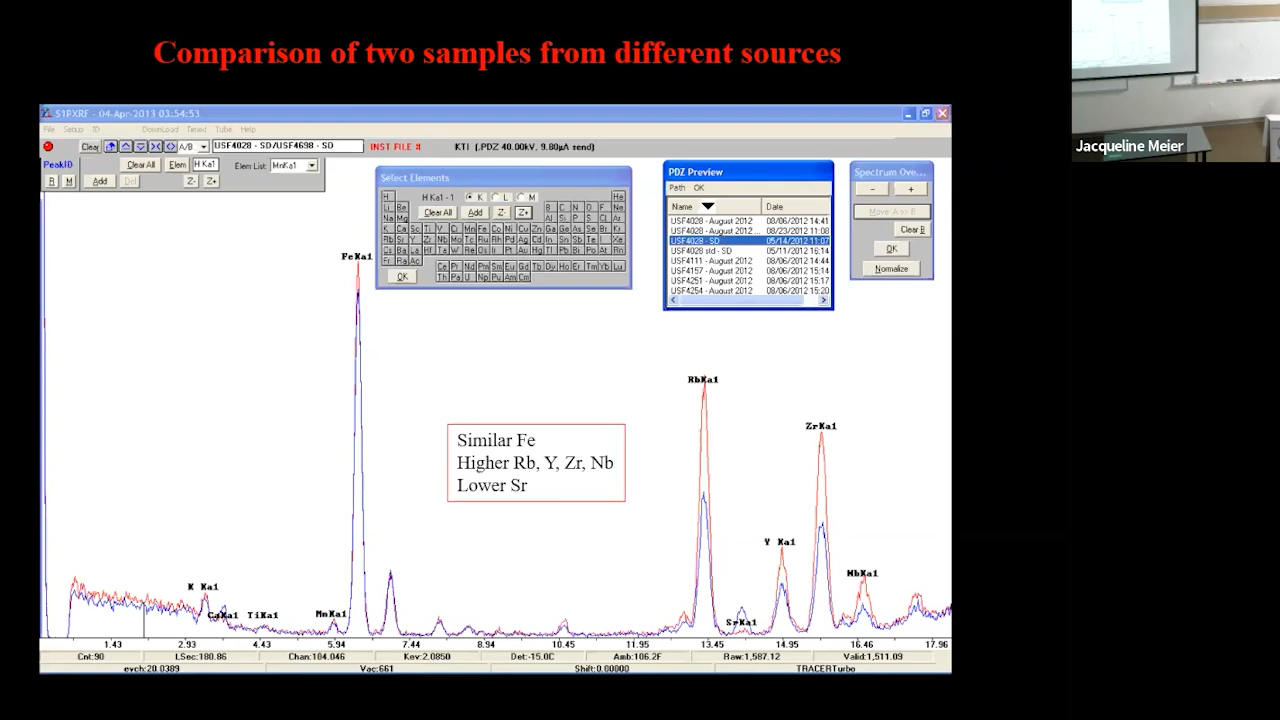 Comparison of two samples from different sources
Jacqueline Meier
S1PXRF - 04-Apr-2013 03:54:53
File Setup ID DownLoad Timed Tube Help
Clear A/B USF4028 - SD/USF4698 - SD INST FILE # KTI (.PDZ 40.00kV, 9.80µA send)
PeakID Clear All Elem H Ka1 Elem List: MnKa1
R M Add Del Z- Z+
Select Elements
H Ka1 - 1 K L M
Clear All Add Z- Z+
H He
Li Be B C N O F Ne
Na Mg Al Si P S Cl Ar
K Ca Sc Ti V Cr Mn Fe Co Ni Cu Zn Ga Ge As Se Br Kr
Rb Sr Y Zr Nb Mo Tc Ru Rh Pd Ag Cd In Sn Sb Te I Xe
Cs Ba La Hf Ta W Re Os Ir Pt Au Hg Tl Pb Bi Po At Rn
Fr Ra Ac
Ce Pr Nd Pm Sm Eu Gd Tb Dy Ho Er Tm Yb Lu
Th Pa U Np Pu Am Cm
OK
PDZ Preview
Path OK
Name Date
USF4028 - August 2012 08/06/2012 14:41
USF4028 - August 2012 ... 08/23/2012 11:08
USF4028 - SD 05/14/2012 11:07
USF4028 std - SD 05/11/2012 16:14
USF4111 - August 2012 08/06/2012 14:44
USF4157 - August 2012 08/06/2012 15:14
USF4251 - August 2012 08/06/2012 15:17
USF4254 - August 2012 08/06/2012 15:20
Spectrum Ove...
- +
Move A => B
Clear B
OK
Normalize
FeKa1
RbKa1
ZrKa1
Similar Fe
Higher Rb, Y, Zr, Nb
Lower Sr
Y Ka1
NbKa1
K Ka1
CaKa1 TiKa1 MnKa1
SrKa1
1.43 2.93 4.43 5.94 7.44 8.94 10.45 11.95 13.45 14.95 16.46 17.96
Cnt:90 LSec:180.86 Chan:104.046 Kev:2.0850 Det:-15.0C Amb:106.2F Raw:1,587.12 Valid:1,511.09
evch:20.0389 Vac:661 Shift:0.00000 TRACERTurbo